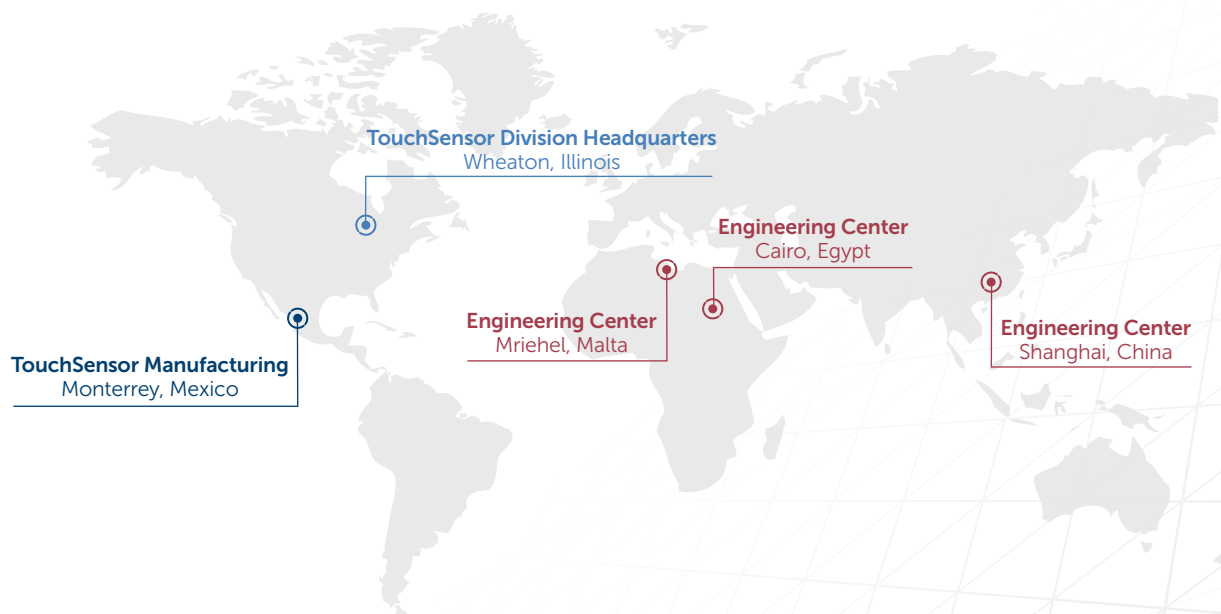 TouchSensor Division Headquarters
Wheaton, Illinois
Engineering Center
Cairo, Egypt
Engineering Center
Mriehel, Malta
Engineering Center
Shanghai, China
TouchSensor Manufacturing
Monterrey, Mexico